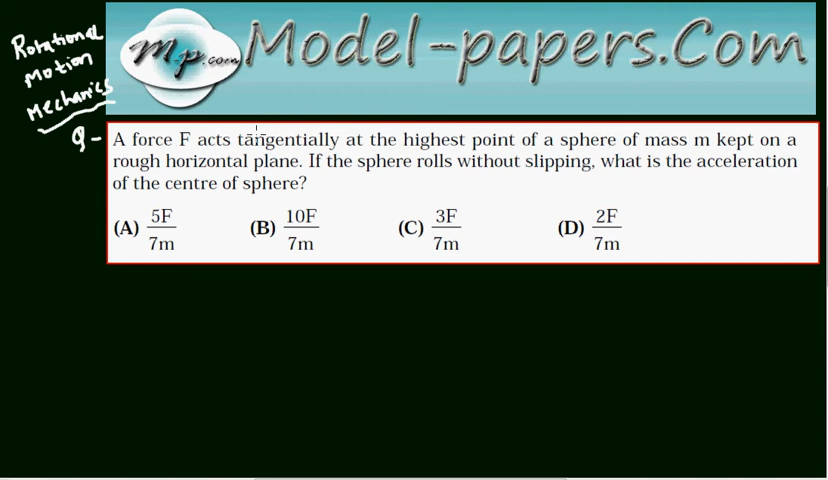 Rotational
Motion
Mechanics
mp.com Model-papers.Com
Q- A force F acts tangentially at the highest point of a sphere of mass m kept on a
rough horizontal plane. If the sphere rolls without slipping, what is the acceleration
of the centre of sphere?
(A) 5F/7m (B) 10F/7m (C) 3F/7m (D) 2F/7m